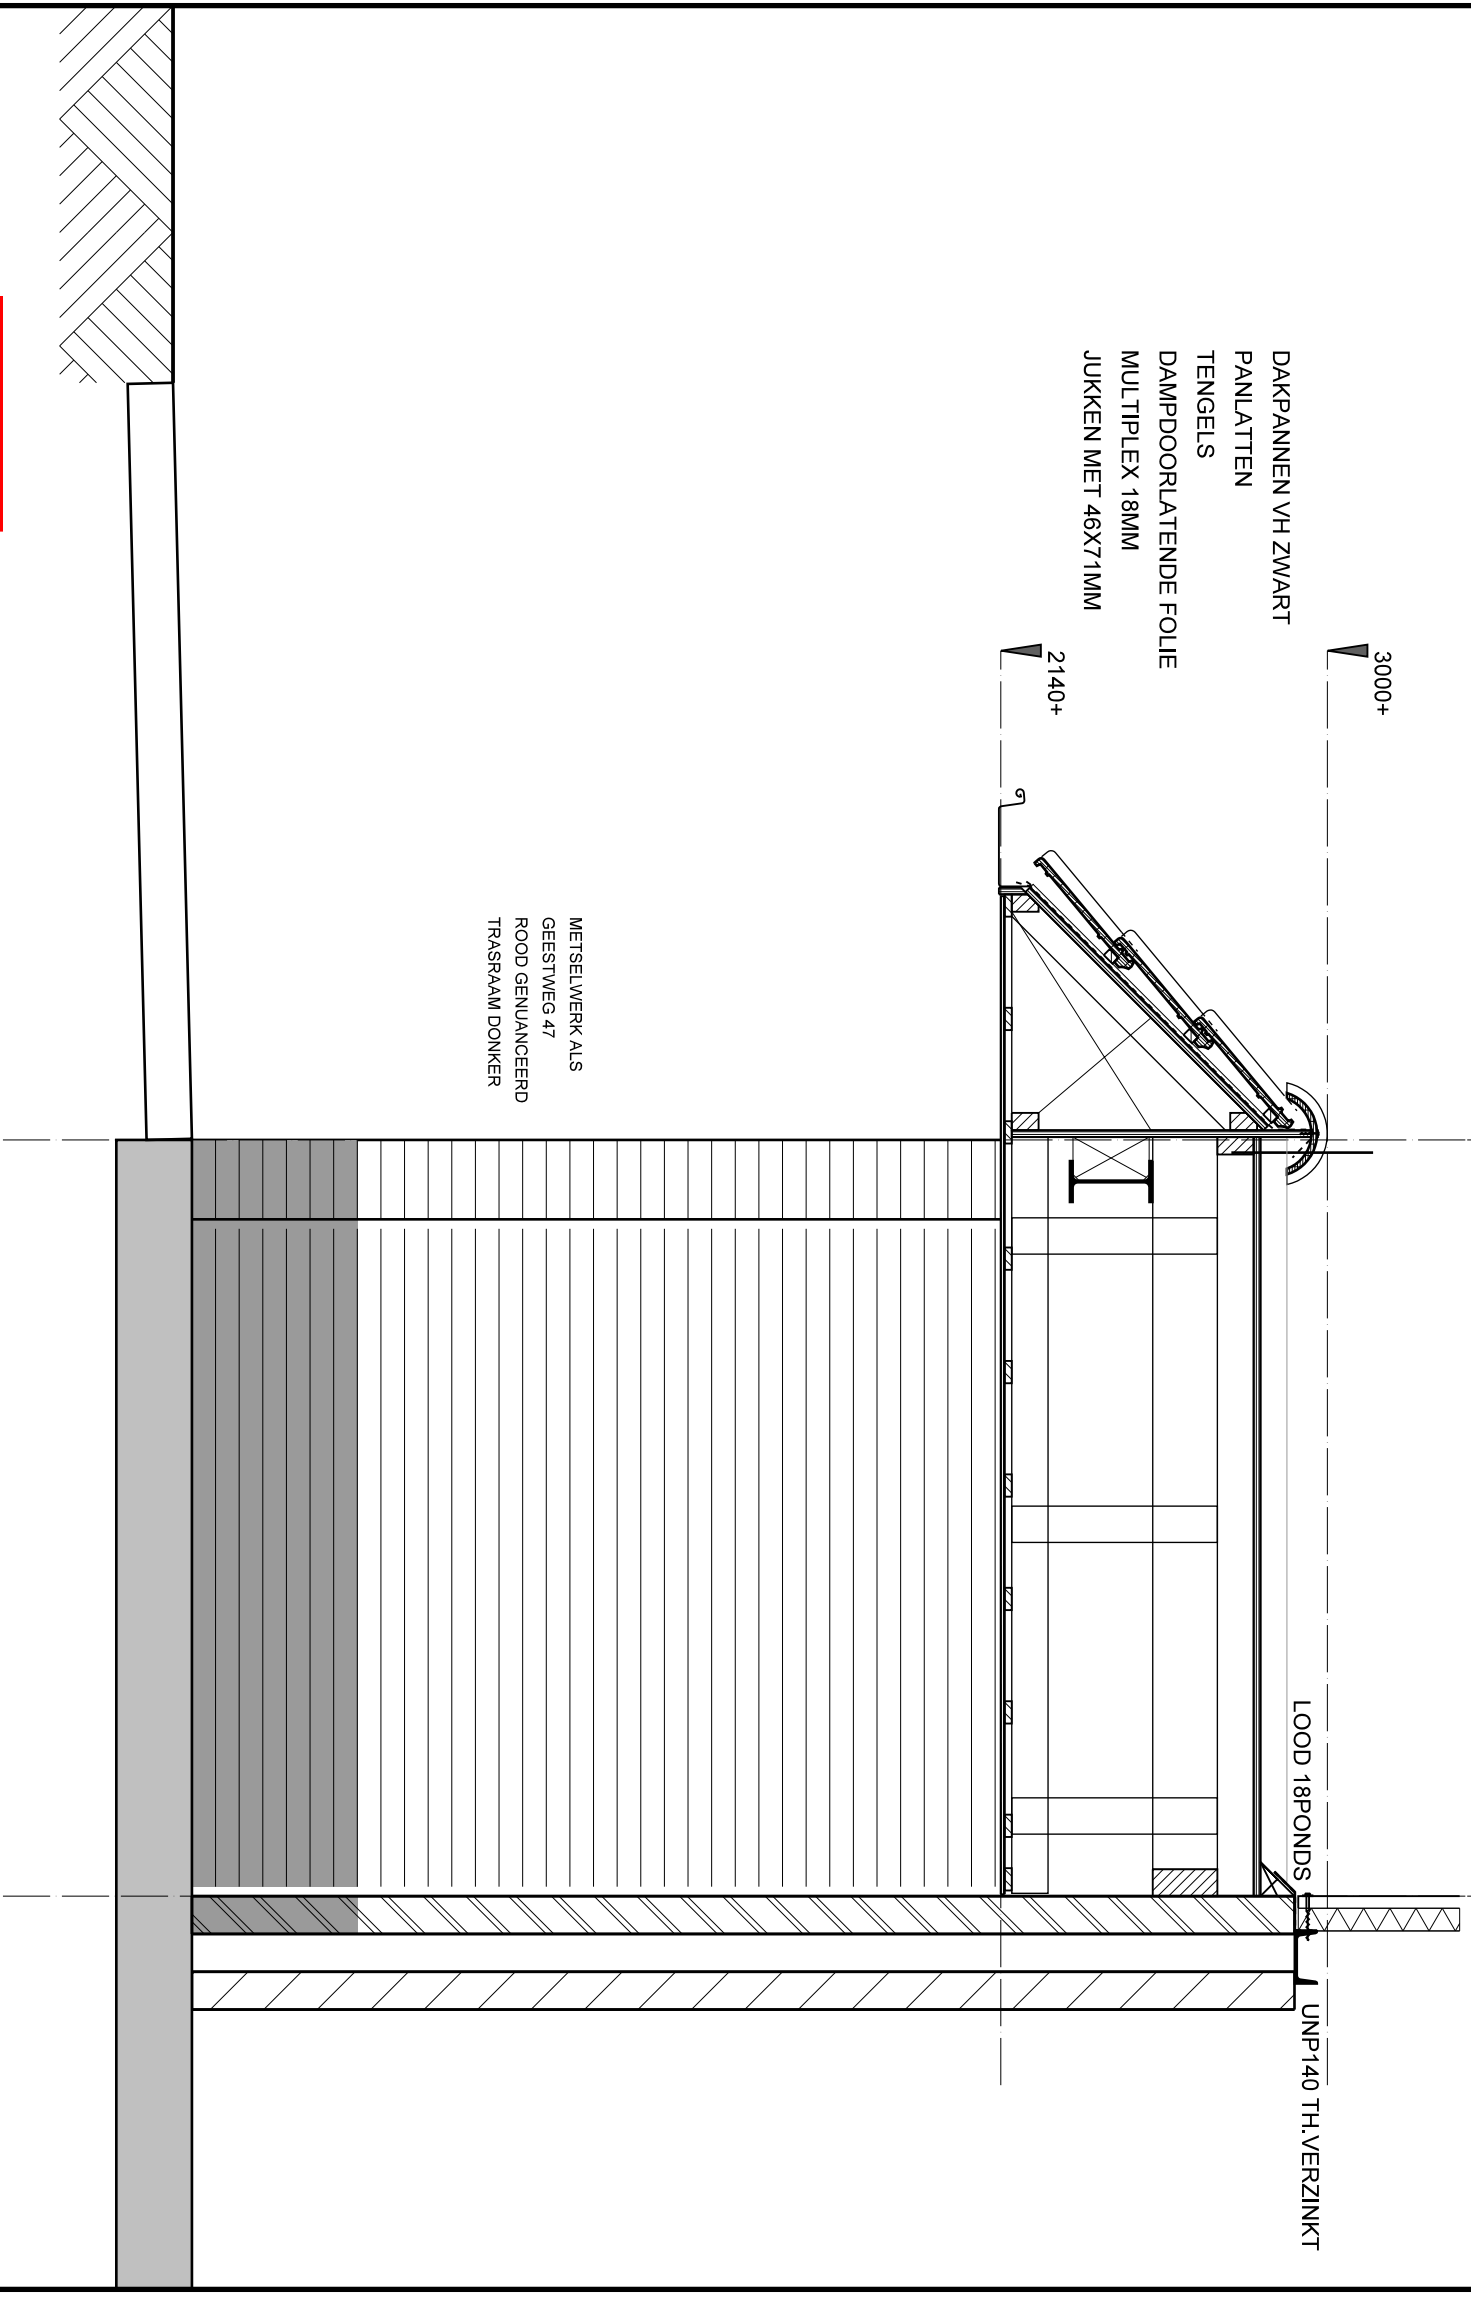 3000+
DAKPANNEN VH ZWART
PANLATTEN
TENGELS
DAMPDOORLATENDE FOLIE
MULTIPLEX 18MM
JUKKEN MET 46X71MM
2140+
LOOD 18PONDS
UNP140 TH.VERZINKT
METSELWERK ALS
GEESTWEG 47
ROOD GENUANCEERD
TRASRAAM DONKER